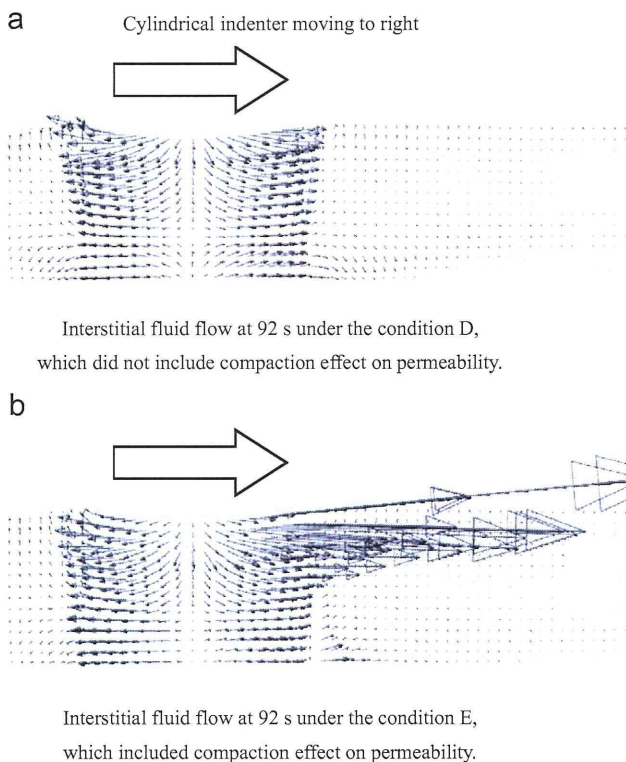 a
Cylindrical indenter moving to right
Interstitial fluid flow at 92 s under the condition D,
which did not include compaction effect on permeability.
b
Interstitial fluid flow at 92 s under the condition E,
which included compaction effect on permeability.